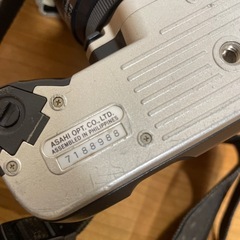 ASAHI OPT. CO., LTD.
ASSEMBLED IN PHILIPPINES
7188988